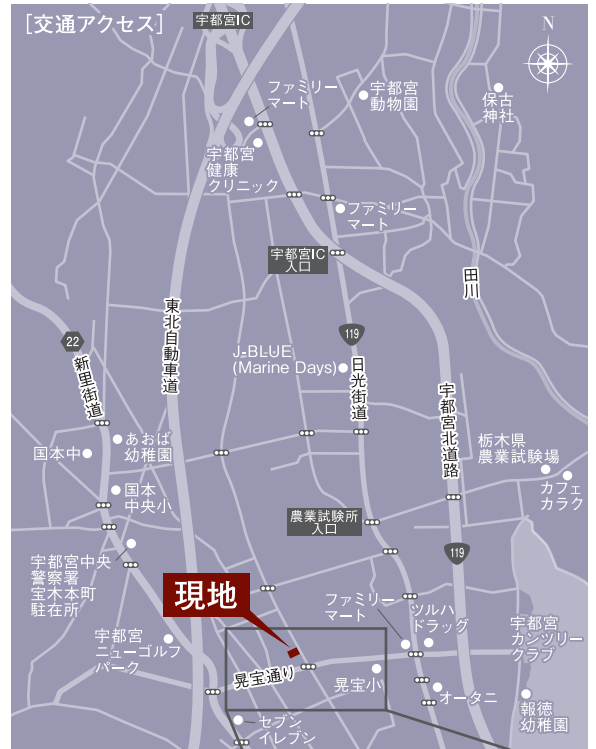 ［交通アクセス］
宇都宮IC
N
ファミリー
マート
宇都宮
動物園
保古
神社
宇都宮
健康
クリニック
ファミリー
マート
宇都宮IC
入口
田川
東北自動車道
119
22
新里街道
J-BLUE
(Marine Days)
日光街道
宇都宮北道路
あおば
幼稚園
国本中
栃木県
農業試験場
カフェ
カラク
国本
中央小
農業試験所
入口
119
宇都宮中央
警察署
宝木本町
駐在所
現地
ファミリー
マート
ツルハ
ドラッグ
宇都宮
カンツリー
クラブ
宇都宮
ニューゴルフ
パーク
晃宝通り
晃宝小
オータニ
報徳
幼稚園
セブン
イレブン